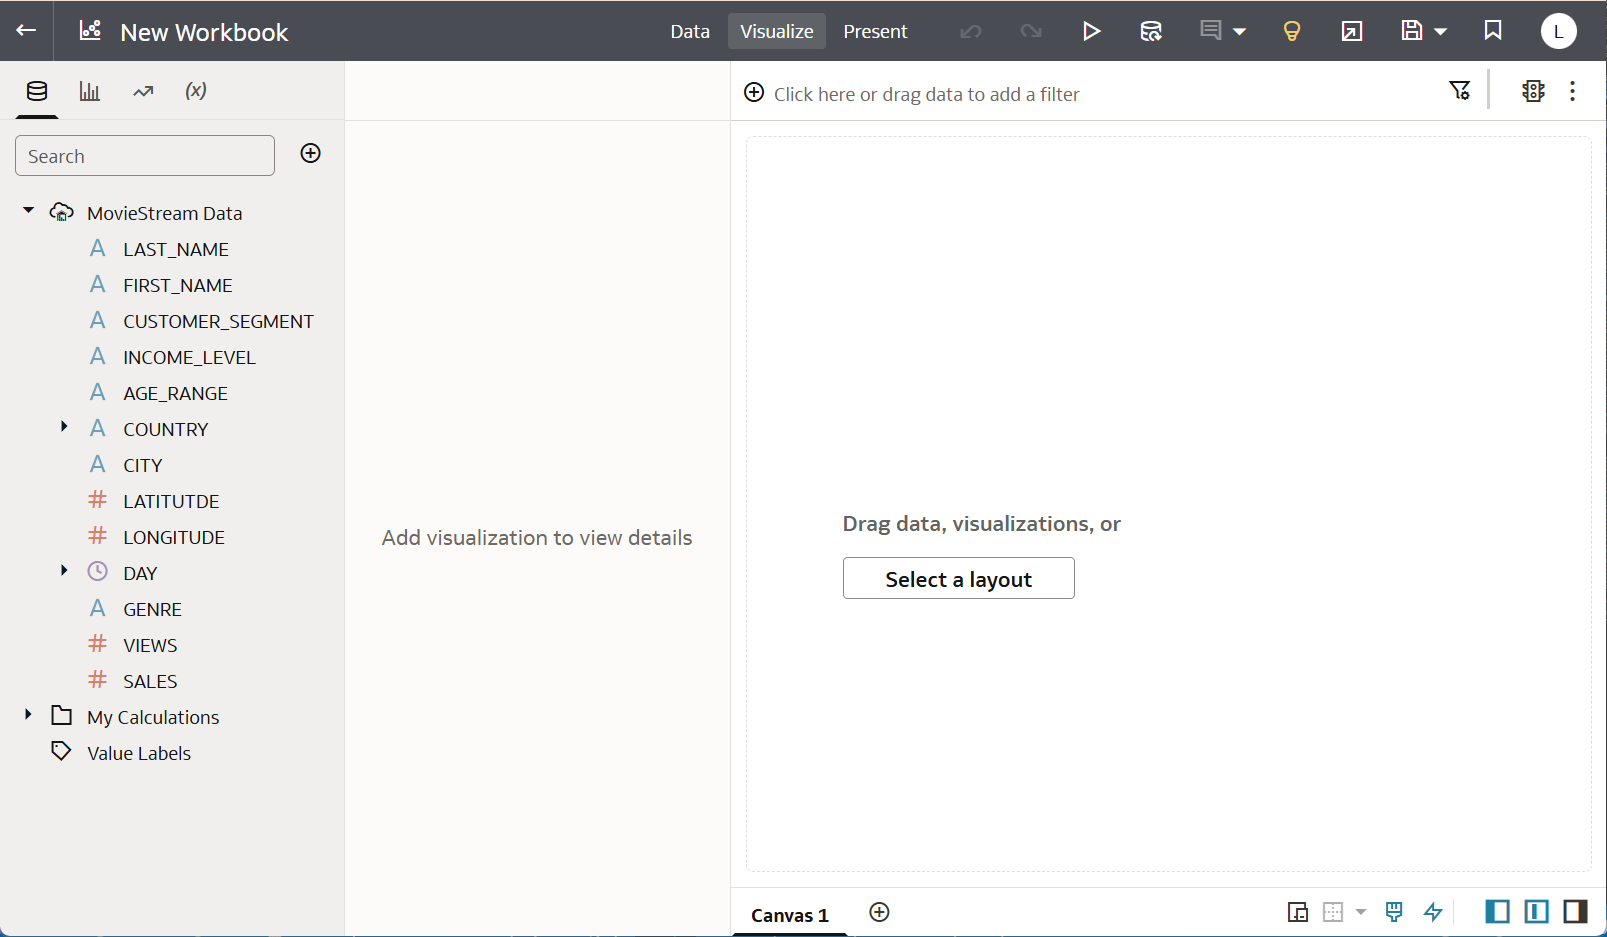 New Workbook
Data Visualize Present
L
(x)
Click here or drag data to add a filter
Search
MovieStream Data
A LAST_NAME
A FIRST_NAME
A CUSTOMER_SEGMENT
A INCOME_LEVEL
A AGE_RANGE
A COUNTRY
A CITY
# LATITUTDE
# LONGITUDE
DAY
A GENRE
# VIEWS
# SALES
My Calculations
Value Labels
Add visualization to view details
Drag data, visualizations, or
Select a layout
Canvas 1